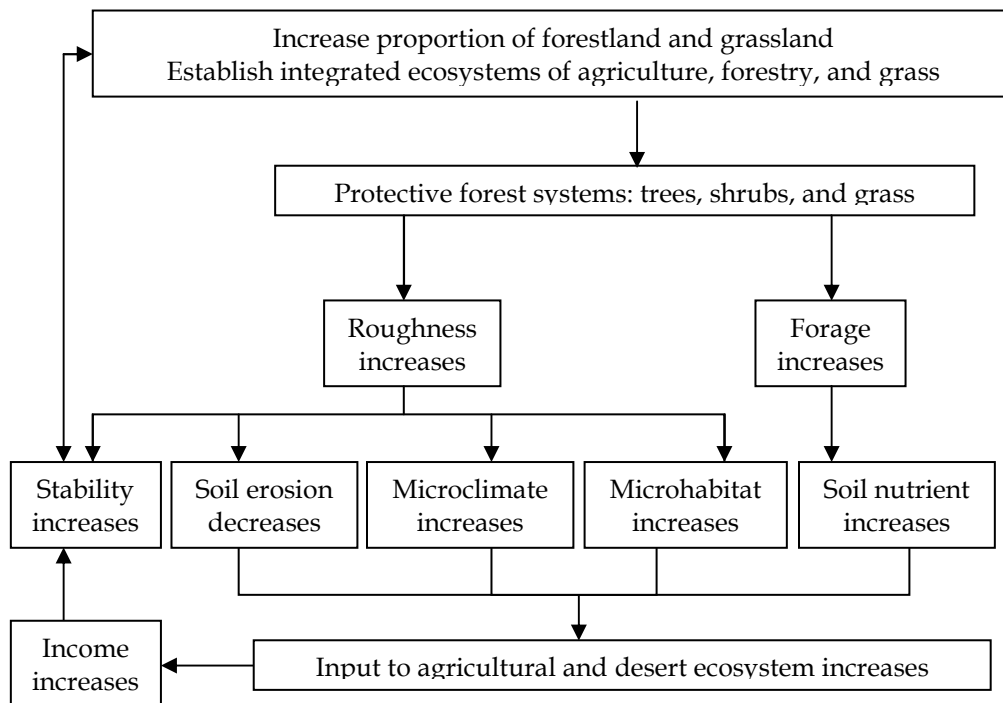 Increase proportion of forestland and grassland
Establish integrated ecosystems of agriculture, forestry, and grass
Protective forest systems: trees, shrubs, and grass
Roughness
increases
Forage
increases
Stability
increases
Soil erosion
decreases
Microclimate
increases
Microhabitat
increases
Soil nutrient
increases
Income
increases
Input to agricultural and desert ecosystem increases